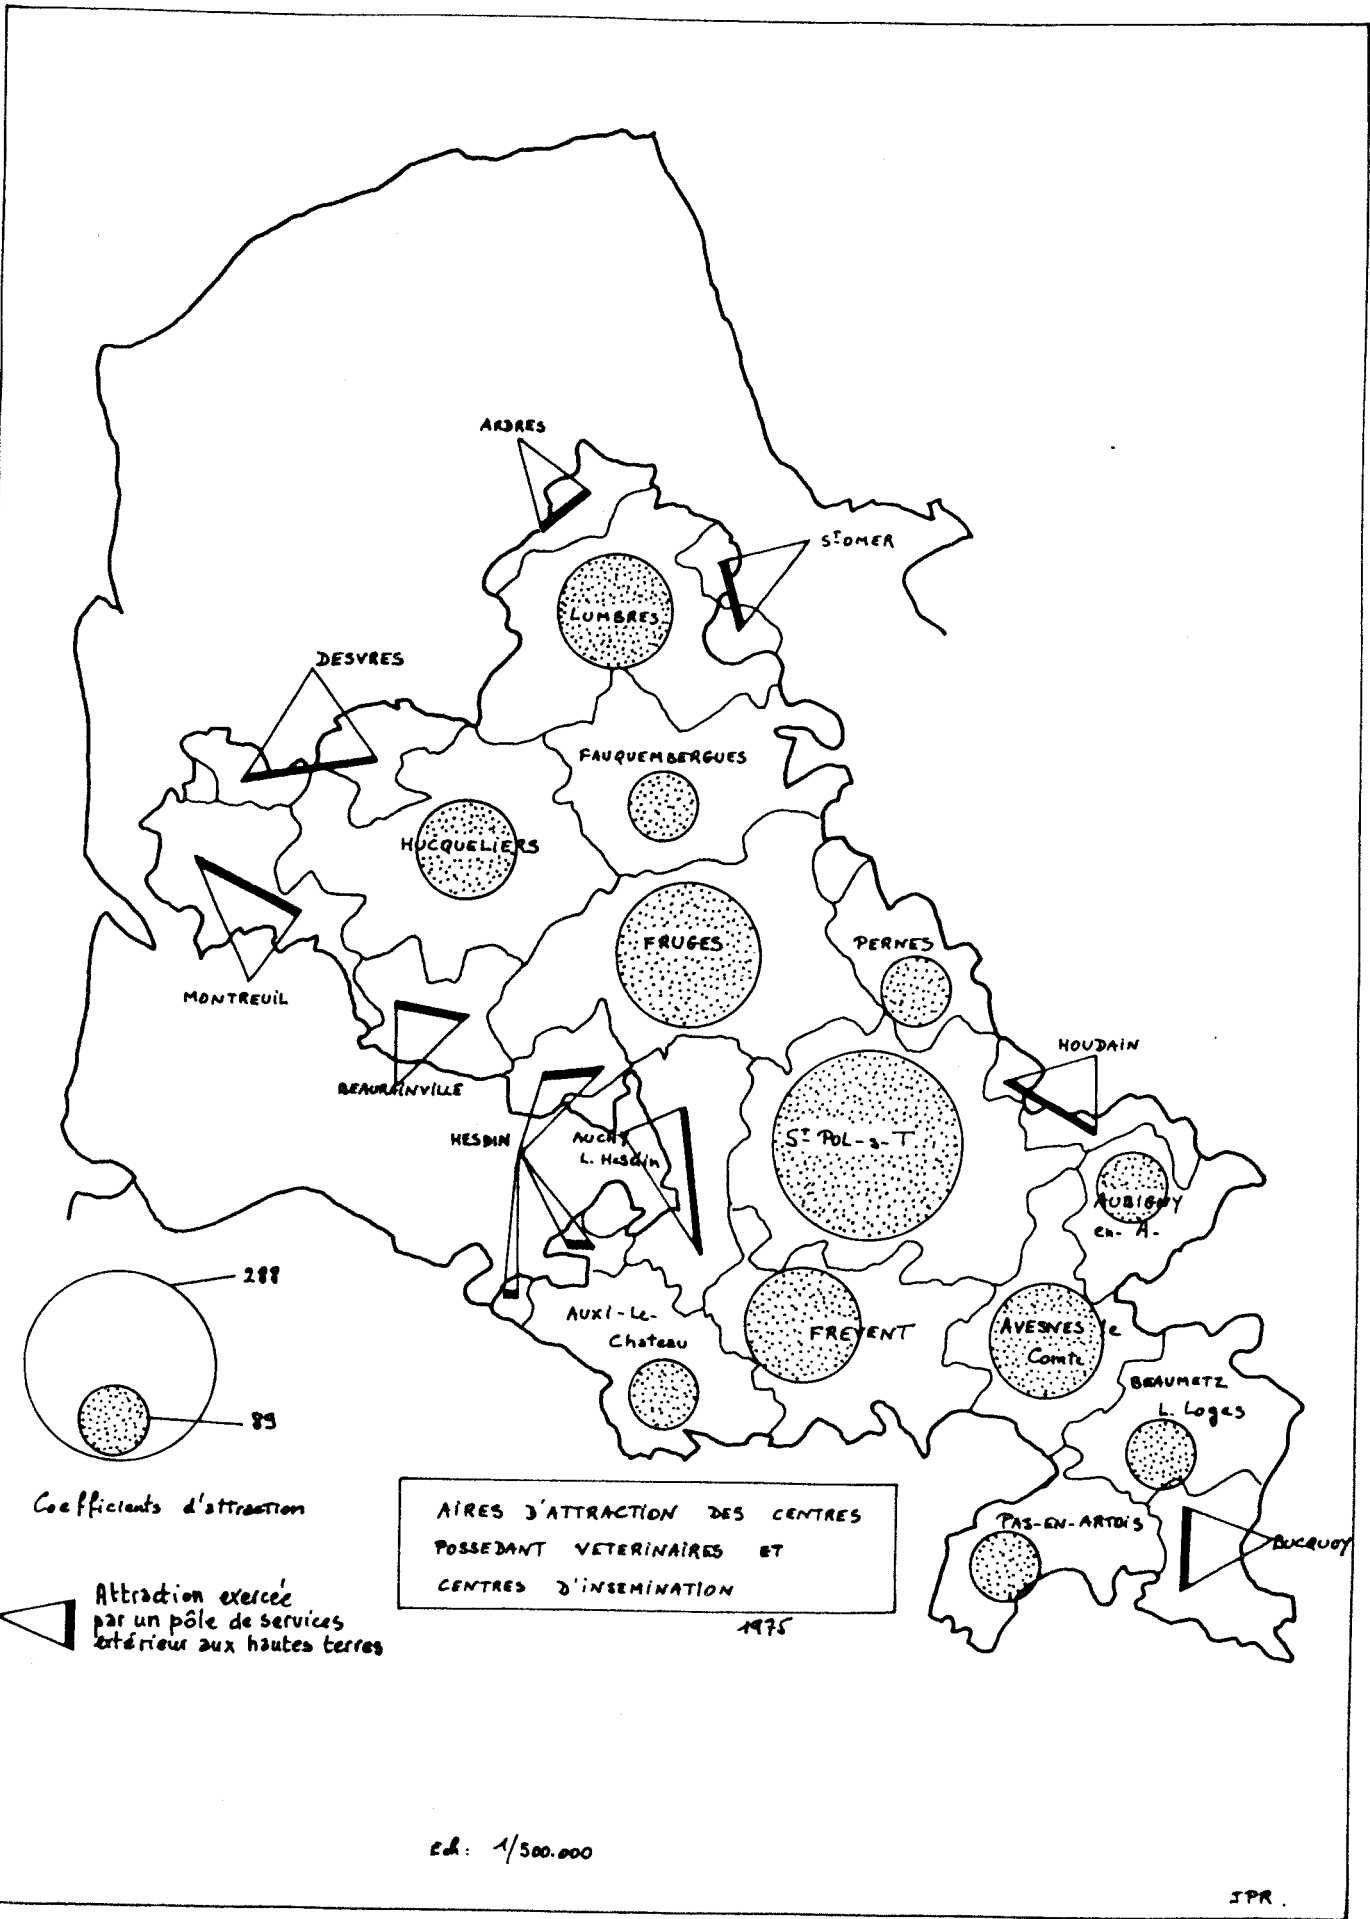 ARDRES
St OMER
LUMBRES
DESVRES
FAUQUEMBERGUES
HUCQUELIERS
FRUGES
PERNES
MONTREUIL
HOUDAIN
BEAURAINVILLE
HESDIN
AUCHY
L. Hesdin
St POL-s-T
AUBIGNY
en-A-
288
AUXI-Le-
Chateau
FREVENT
AVESNES le
Comte
BEAUMETZ
L. Loges
89
Coefficients d'attraction
AIRES D'ATTRACTION DES CENTRES
POSSEDANT VETERINAIRES ET
CENTRES D'INSEMINATION
1975
PAS-EN-ARTOIS
BUCQUOY
Attraction exercée
par un pôle de services
extérieur aux hautes terres
Ech: 1/500.000
JPR.